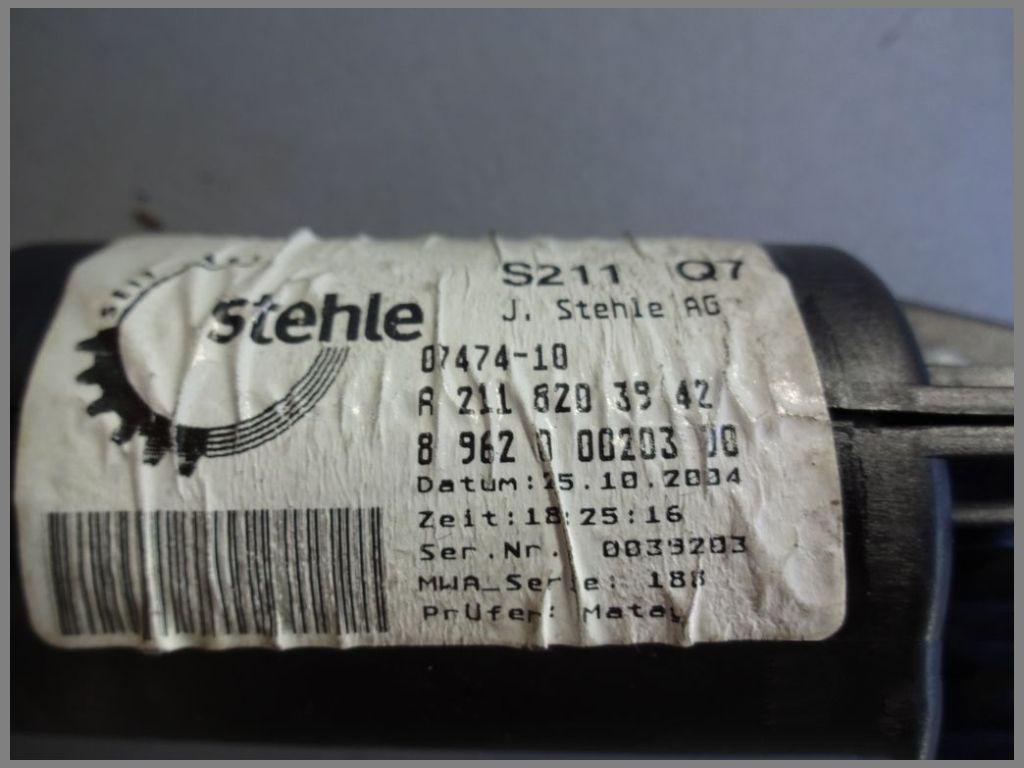 SEIT
stehle
S211 Q7
J. Stehle AG
07474-10
A 211 820 39 42
8 962 0 00203 00
Datum:25.10.2004
Zeit:18:25:16
Ser.Nr. 0039203
MWA_Serie: 188
Prüfer: